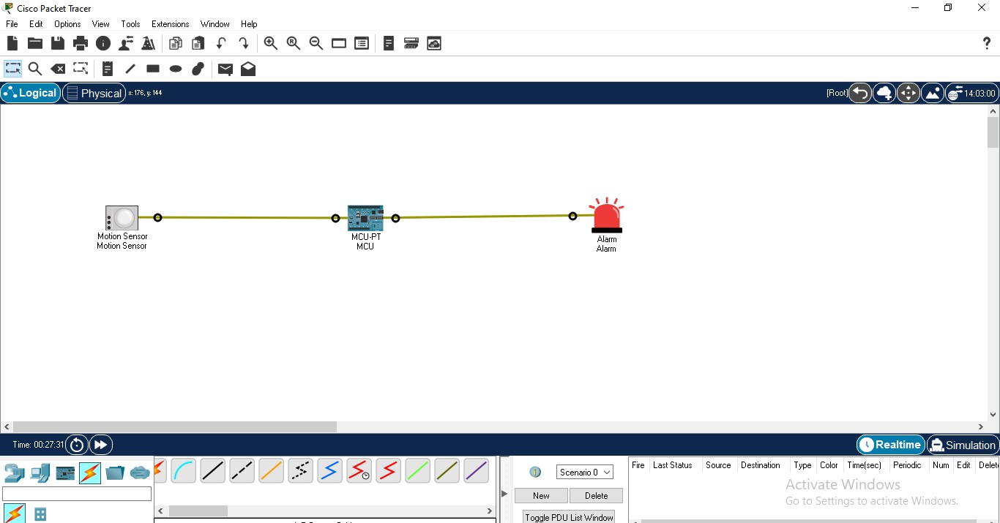 Cisco Packet Tracer
File Edit Options View Tools Extensions Window Help
Logical Physical x: 176, y: 144 [Root] 14:03:00
Motion Sensor
Motion Sensor
MCU-PT
MCU
Alarm
Alarm
Time: 00:27:31 Realtime Simulation
Scenario 0
New Delete
Toggle PDU List Window
Fire Last Status Source Destination Type Color Time(sec) Periodic Num Edit Delet
Activate Windows
Go to Settings to activate Windows.